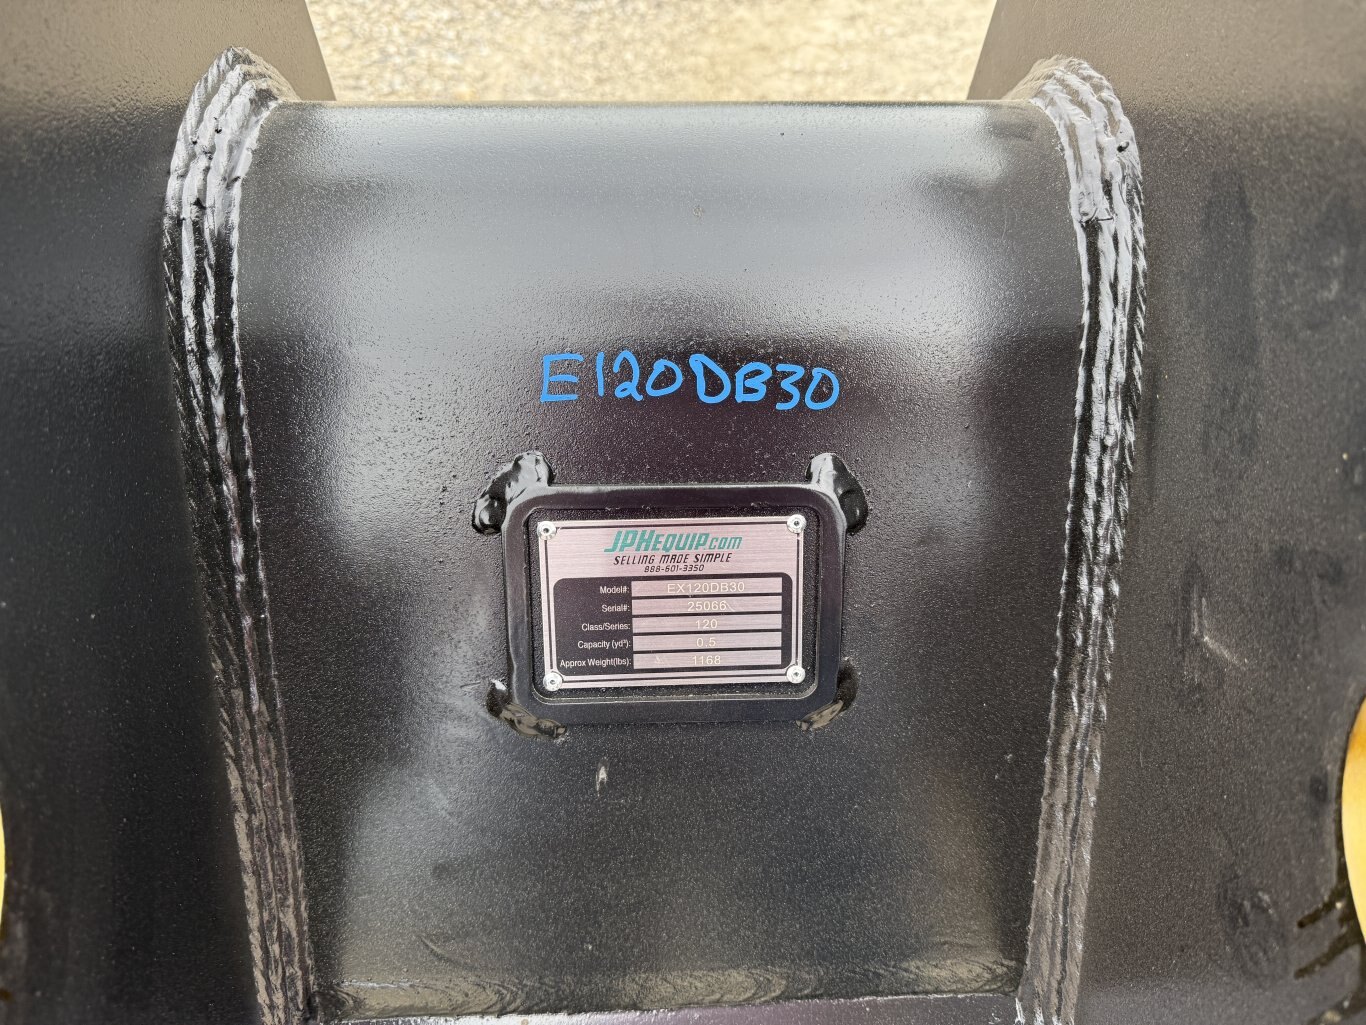 E120DB30
JPHEQUIP.COM
SELLING MADE SIMPLE
888-601-3350
Model#: EX120DB30
Serial#: 25066
Class/Series: 120
Capacity (yd³): 0.5
Approx Weight(lbs): 1168